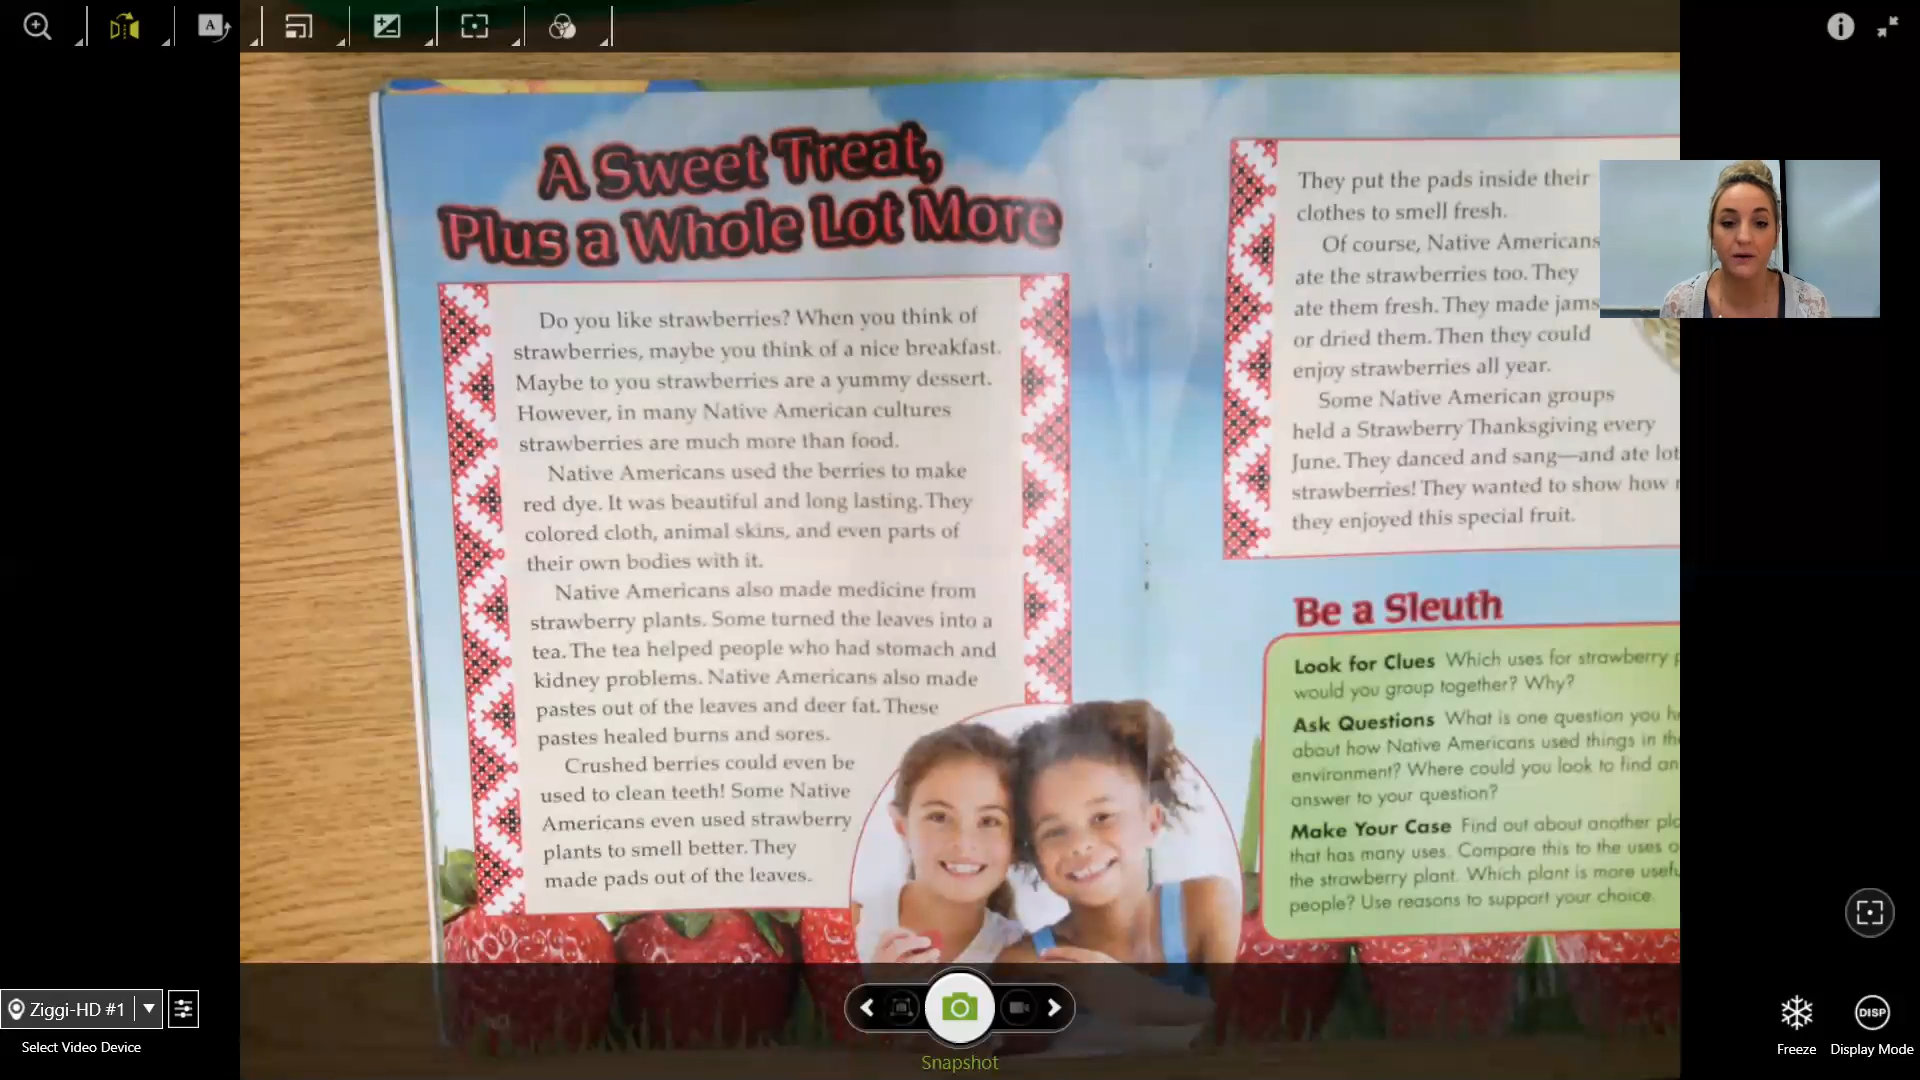 A Sweet Treat,
Plus a Whole Lot More
Do you like strawberries? When you think of
strawberries, maybe you think of a nice breakfast.
Maybe to you strawberries are a yummy dessert.
However, in many Native American cultures
strawberries are much more than food.
Native Americans used the berries to make
red dye. It was beautiful and long lasting. They
colored cloth, animal skins, and even parts of
their own bodies with it.
Native Americans also made medicine from
strawberry plants. Some turned the leaves into a
tea. The tea helped people who had stomach and
kidney problems. Native Americans also made
pastes out of the leaves and deer fat. These
pastes healed burns and sores.
Crushed berries could even be
used to clean teeth! Some Native
Americans even used strawberry
plants to smell better. They
made pads out of the leaves.
They put the pads inside their
clothes to smell fresh.
Of course, Native Americans
ate the strawberries too. They
ate them fresh. They made jams
or dried them. Then they could
enjoy strawberries all year.
Some Native American groups
held a Strawberry Thanksgiving every
June. They danced and sang—and ate
strawberries! They wanted to show how
they enjoyed this special fruit.
Be a Sleuth
Look for Clues Which uses for strawberry
would you group together? Why?
Ask Questions What is one question you
about how Native Americans used things in
environment? Where could you look to find
answer to your question?
Make Your Case Find out about another
that has many uses. Compare this to the uses
the strawberry plant. Which plant is more
people? Use reasons to support your choice.
Ziggi-HD #1
Select Video Device
Snapshot
Freeze
DISP
Display Mode